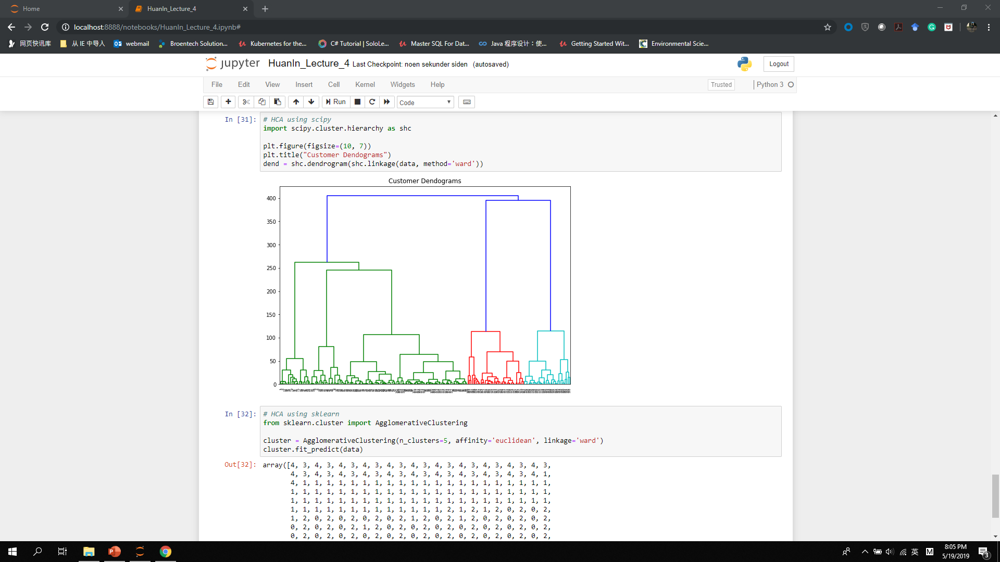 Home
HuanIn_Lecture_4
localhost:8888/notebooks/HuanIn_Lecture_4.ipynb#
网页快讯库
从 IE 中导入
webmail
Broentech Solution...
Kubernetes for the...
C# Tutorial | SoloLe...
Master SQL For Dat...
Java 程序设计：使...
Getting Started Wit...
Environmental Scie...
jupyter HuanIn_Lecture_4 Last Checkpoint: noen sekunder siden (autosaved)
Logout
File Edit View Insert Cell Kernel Widgets Help
Trusted Python 3
Run Code
In [31]: # HCA using scipy
import scipy.cluster.hierarchy as shc
plt.figure(figsize=(10, 7))
plt.title("Customer Dendograms")
dend = shc.dendrogram(shc.linkage(data, method='ward'))
Customer Dendograms
400
350
300
250
200
150
100
50
0
In [32]: # HCA using sklearn
from sklearn.cluster import AgglomerativeClustering
cluster = AgglomerativeClustering(n_clusters=5, affinity='euclidean', linkage='ward')
cluster.fit_predict(data)
Out[32]: array([4, 3, 4, 3, 4, 3, 4, 3, 4, 3, 4, 3, 4, 3, 4, 3, 4, 3, 4, 3, 4, 3,
4, 3, 4, 3, 4, 3, 4, 3, 4, 3, 4, 3, 4, 3, 4, 3, 4, 3, 4, 1,
4, 1, 1, 1, 1, 1, 1, 1, 1, 1, 1, 1, 1, 1, 1, 1, 1, 1, 1, 1,
1, 1, 1, 1, 1, 1, 1, 1, 1, 1, 1, 1, 1, 1, 1, 1, 1, 1, 1, 1,
1, 1, 1, 1, 1, 1, 1, 1, 1, 1, 1, 1, 1, 1, 1, 1, 1, 1, 1, 1,
1, 1, 1, 1, 1, 1, 1, 1, 1, 1, 1, 1, 1, 2, 1, 2, 1, 2, 0, 2, 0, 2,
1, 2, 0, 2, 0, 2, 0, 2, 0, 2, 1, 2, 0, 2, 1, 2, 0, 2, 0, 2, 0, 2,
0, 2, 0, 2, 0, 2, 1, 2, 0, 2, 0, 2, 0, 2, 0, 2, 0, 2, 0, 2, 0, 2,
0, 2, 0, 2, 0, 2, 0, 2, 0, 2, 0, 2, 0, 2, 0, 2, 0, 2, 0, 2, 0, 2,
英
M
8:05 PM
5/19/2019
3